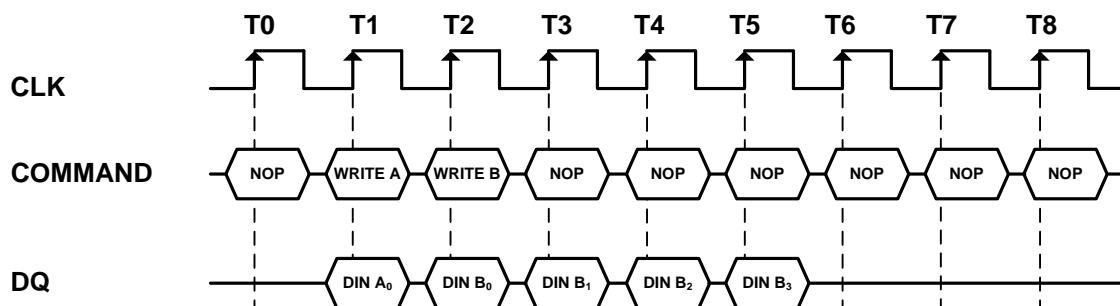 T0 T1 T2 T3 T4 T5 T6 T7 T8
CLK
COMMAND NOP WRITE A WRITE B NOP NOP NOP NOP NOP NOP
DQ DIN A₀ DIN B₀ DIN B₁ DIN B₂ DIN B₃